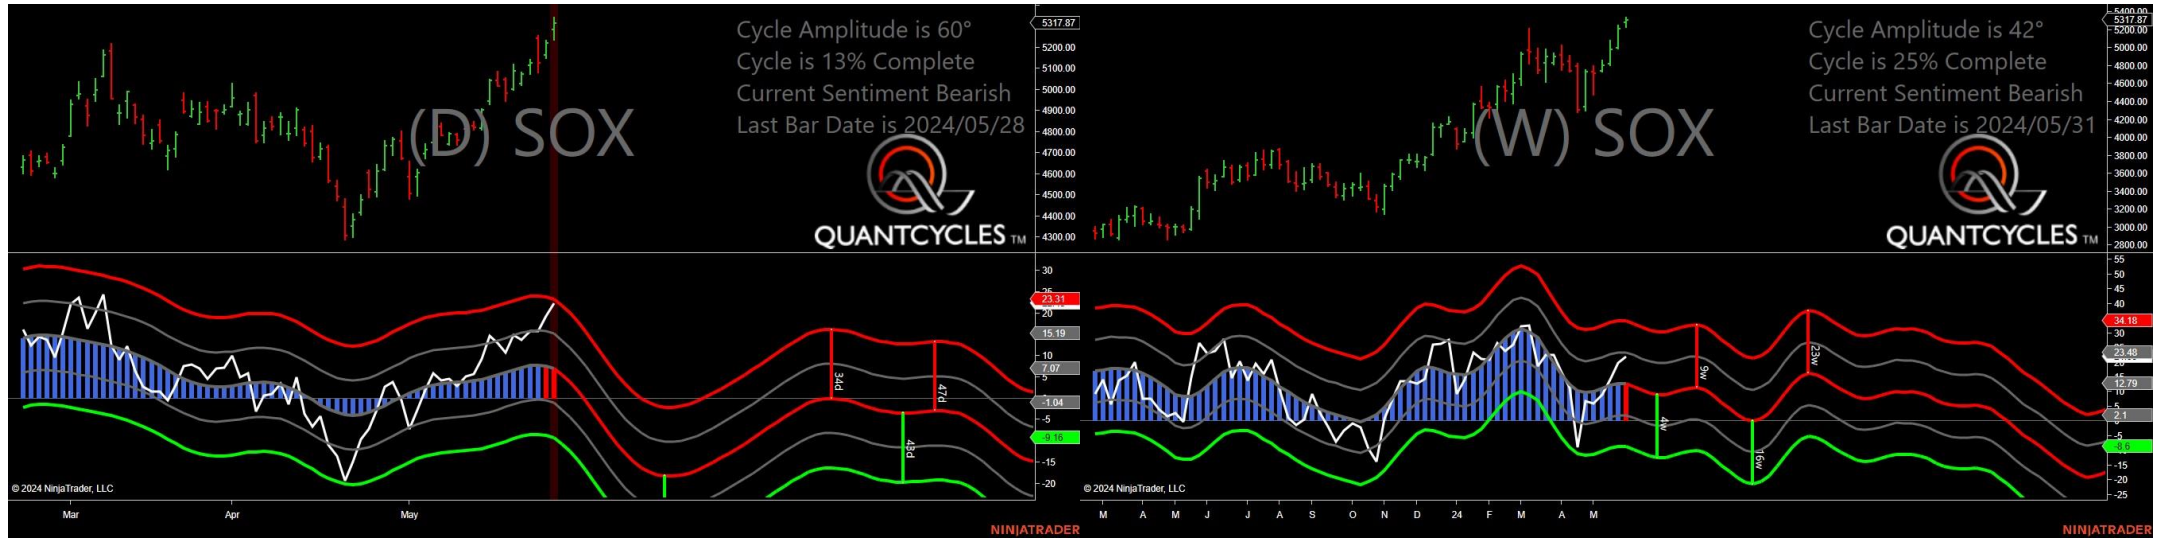 Cycle Amplitude is 60°
Cycle is 13% Complete
Current Sentiment Bearish
Last Bar Date is 2024/05/28
(D) SOX
QUANTCYCLES TM
5317.87
5200.00
5100.00
5000.00
4900.00
4800.00
4700.00
4600.00
4500.00
4400.00
4300.00
30
25
23.31
20
15.19
10
7.07
5
-1.04
-5
-9.16
-15
-20
34d
47d
43d
© 2024 NinjaTrader, LLC
Mar
Apr
May
NINJATRADER
Cycle Amplitude is 42°
Cycle is 25% Complete
Current Sentiment Bearish
Last Bar Date is 2024/05/31
(W) SOX
QUANTCYCLES TM
5400.00
5317.87
5200.00
5000.00
4800.00
4600.00
4400.00
4200.00
4000.00
3800.00
3600.00
3400.00
3200.00
3000.00
2800.00
55
50
45
40
34.18
30
23.48
15
12.79
10
5
2.1
-5
-8.6
-15
-20
-25
4w
9w
16w
23w
© 2024 NinjaTrader, LLC
M A M J J A S O N D 24 F M A M
NINJATRADER